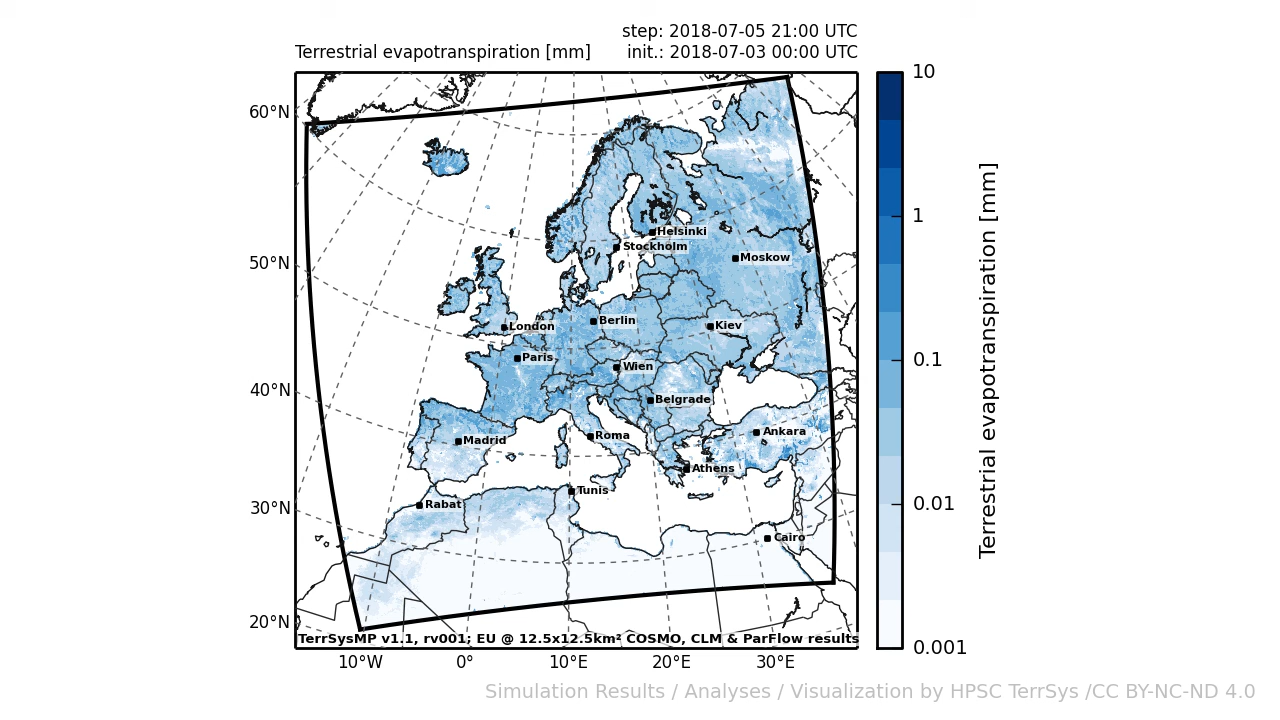 step: 2018-07-05 21:00 UTC
Terrestrial evapotranspiration [mm] init.: 2018-07-03 00:00 UTC
60°N
50°N
40°N
30°N
20°N
10°W 0° 10°E 20°E 30°E
Helsinki
Stockholm
Moskow
London
Berlin
Kiev
Paris
Wien
Belgrade
Madrid
Roma
Ankara
Athens
Tunis
Rabat
Cairo
TerrSysMP v1.1, rv001; EU @ 12.5x12.5km² COSMO, CLM & ParFlow results
10
1
0.1
0.01
0.001
Terrestrial evapotranspiration [mm]
Simulation Results / Analyses / Visualization by HPSC TerrSys /CC BY-NC-ND 4.0